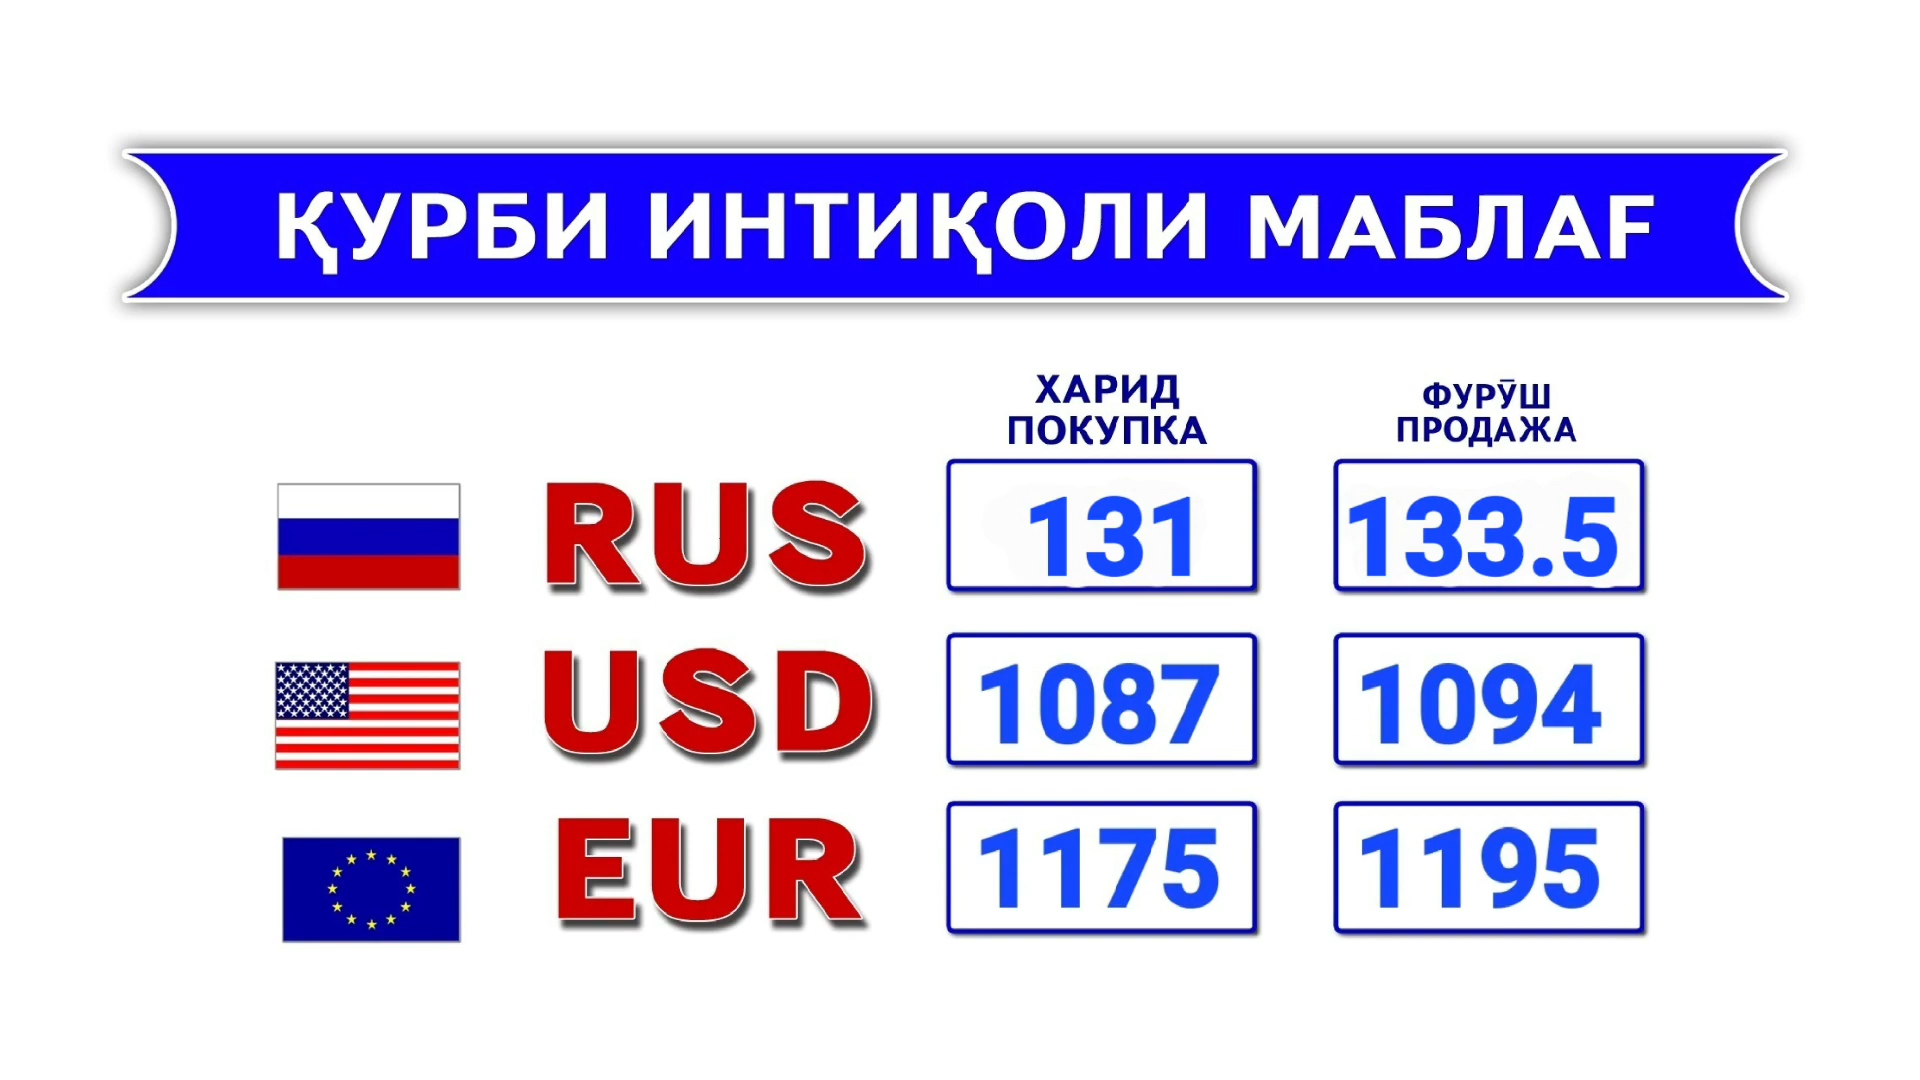 ҚУРБИ ИНТИҚОЛИ МАБЛАҒ
ХАРИД
ПОКУПКА
ФУРӮШ
ПРОДАЖА
RUS 131 133.5
USD 1087 1094
EUR 1175 1195